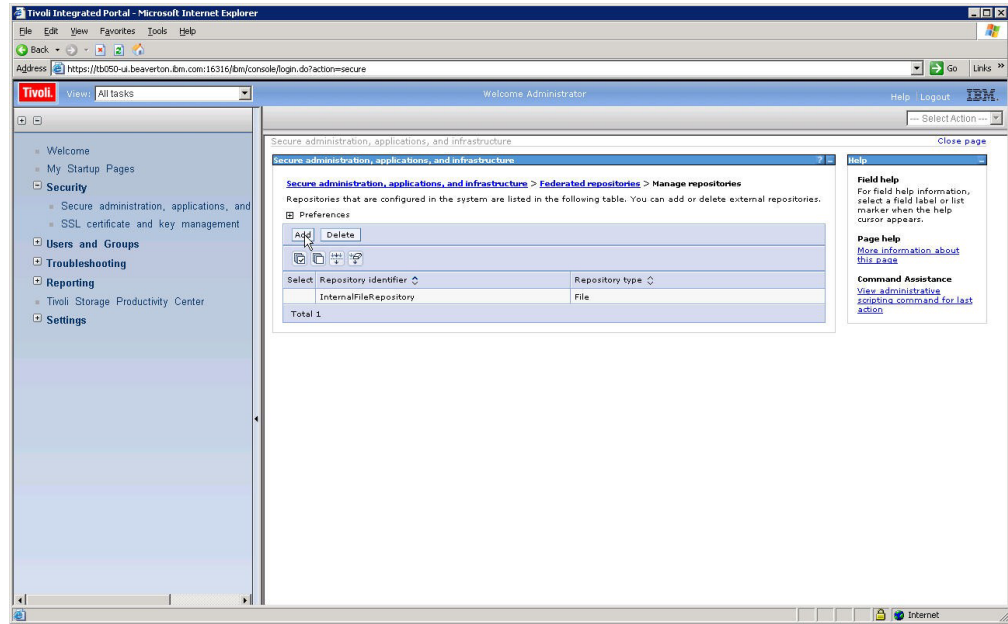 Tivoli Integrated Portal - Microsoft Internet Explorer
File Edit View Favorites Tools Help
Back
Address https://tb050-ui.beaverton.ibm.com:16316/ibm/console/login.do?action=secure Go Links »
Tivoli. View: All tasks Welcome Administrator Help Logout IBM.
--- Select Action ---
Secure administration, applications, and infrastructure Close page
Welcome
My Startup Pages
Security
Secure administration, applications, and
SSL certificate and key management
Users and Groups
Troubleshooting
Reporting
Tivoli Storage Productivity Center
Settings
Secure administration, applications, and infrastructure ?
Secure administration, applications, and infrastructure > Federated repositories > Manage repositories
Repositories that are configured in the system are listed in the following table. You can add or delete external repositories.
Preferences
Add Delete
Select Repository identifier Repository type
InternalFileRepository File
Total 1
Help
Field help
For field help information,
select a field label or list
marker when the help
cursor appears.
Page help
More information about
this page
Command Assistance
View administrative
scripting command for last
action
Internet